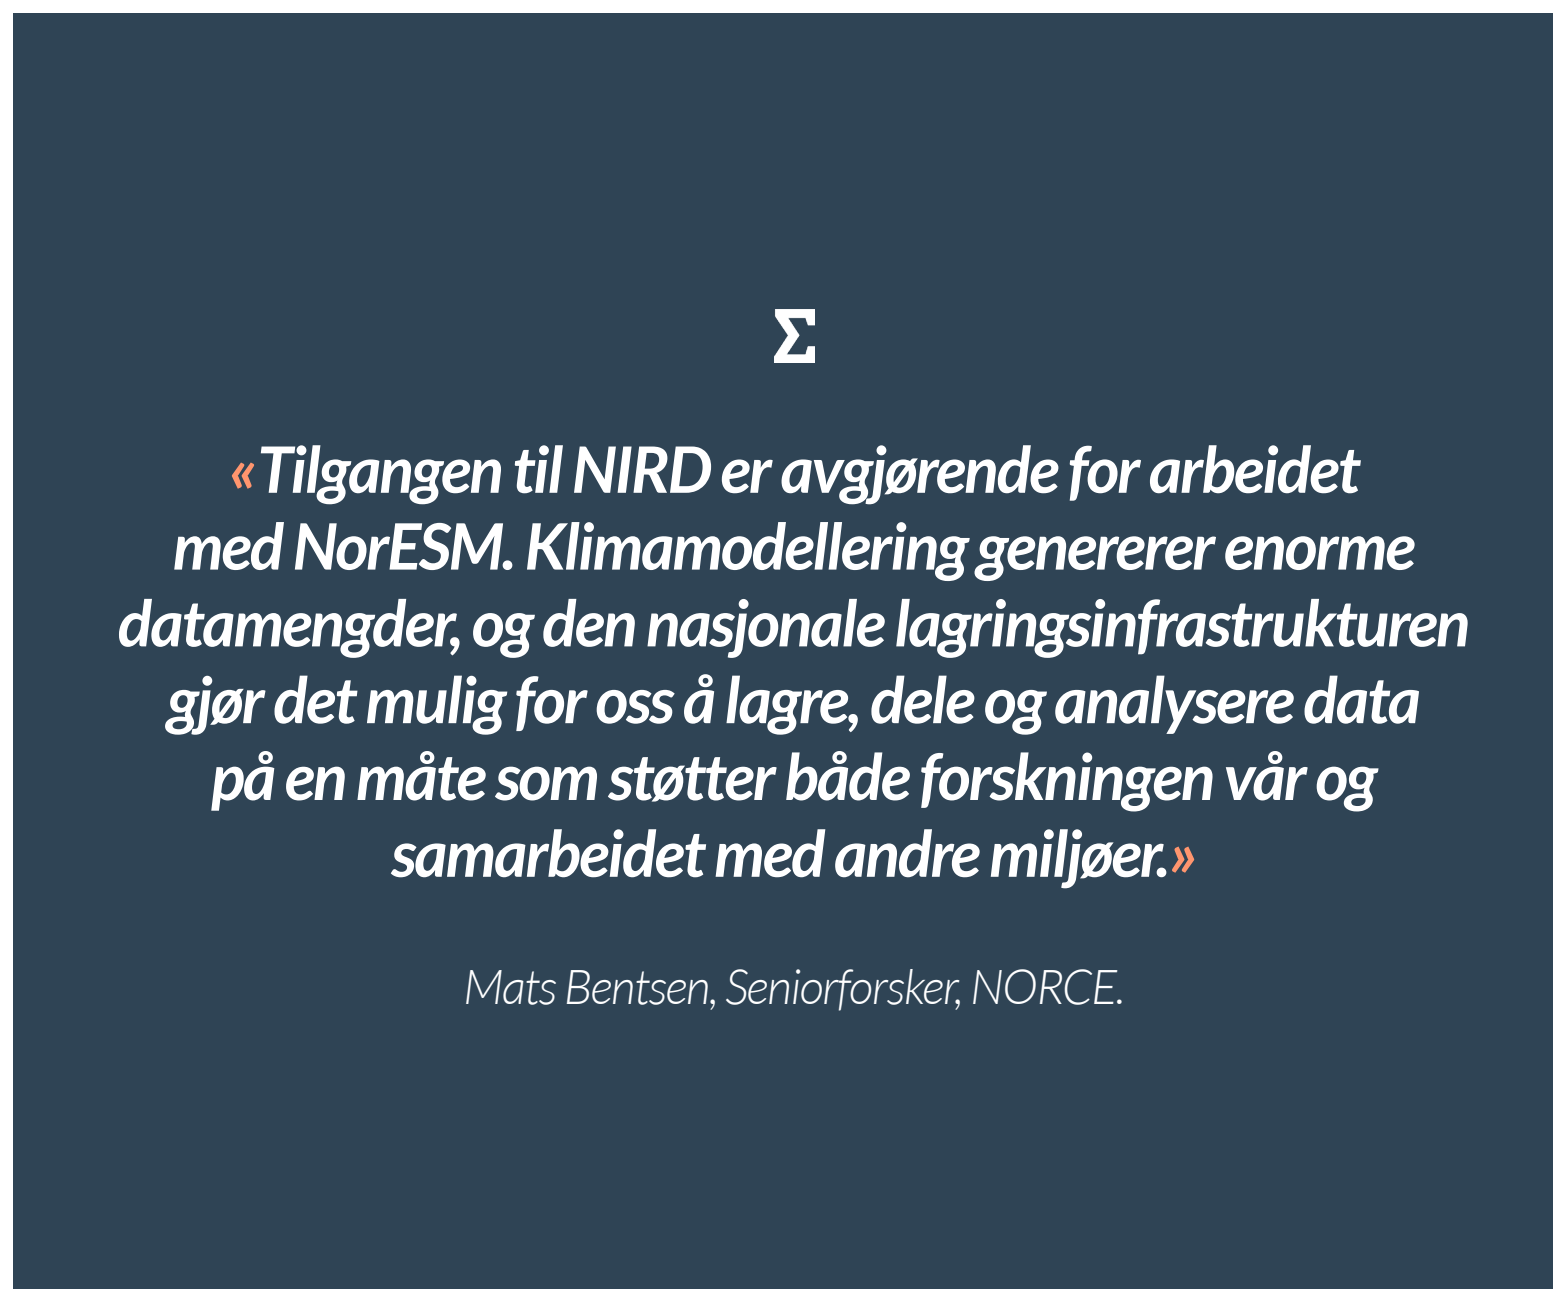 Σ
«Tilgangen til NIRD er avgjørende for arbeidet
med NorESM. Klimamodellering genererer enorme
datamengder, og den nasjonale lagringsinfrastrukturen
gjør det mulig for oss å lagre, dele og analysere data
på en måte som støtter både forskningen vår og
samarbeidet med andre miljøer.»
Mats Bentsen, Seniorforsker, NORCE.